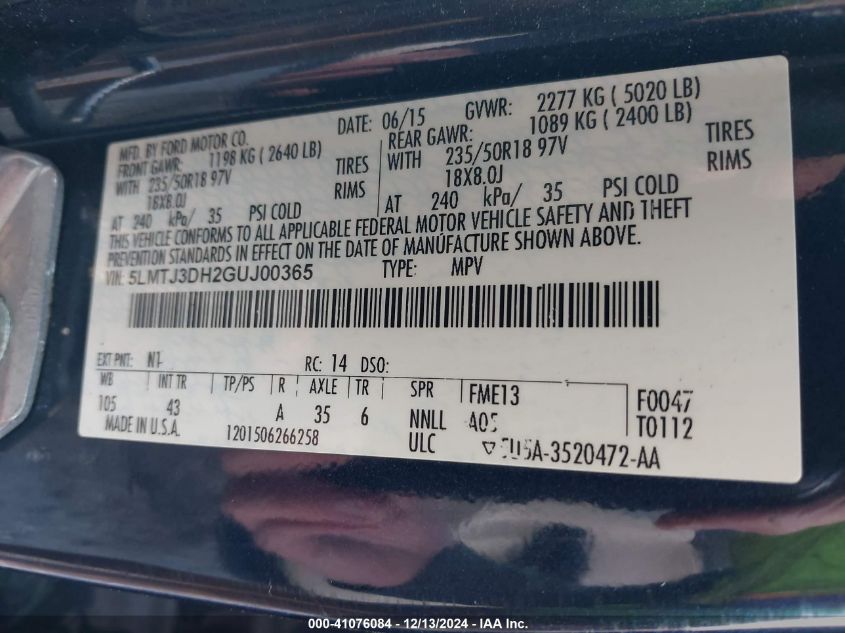 MFD. BY FORD MOTOR CO.
DATE: 06/15 GVWR: 2277 KG ( 5020 LB)
FRONT GAWR: 1198 KG ( 2640 LB) REAR GAWR: 1089 KG ( 2400 LB)
WITH 235/50R18 97V TIRES WITH 235/50R18 97V TIRES
18X8.0J RIMS 18X8.0J RIMS
AT 240 kPa/ 35 PSI COLD AT 240 kPa/ 35 PSI COLD
THIS VEHICLE CONFORMS TO ALL APPLICABLE FEDERAL MOTOR VEHICLE SAFETY AND THEFT
PREVENTION STANDARDS IN EFFECT ON THE DATE OF MANUFACTURE SHOWN ABOVE.
VIN: 5LMTJ3DH2GUJ00365 TYPE: MPV
EXT PNT: N1 RC: 14 DSO:
WB INT TR TP/PS R AXLE TR SPR FME13 F0047
105 43 A 35 6 NNLL T0112
MADE IN U.S.A. 1201506266258 ULC
000-41076084 - 12/13/2024 - IAA Inc.